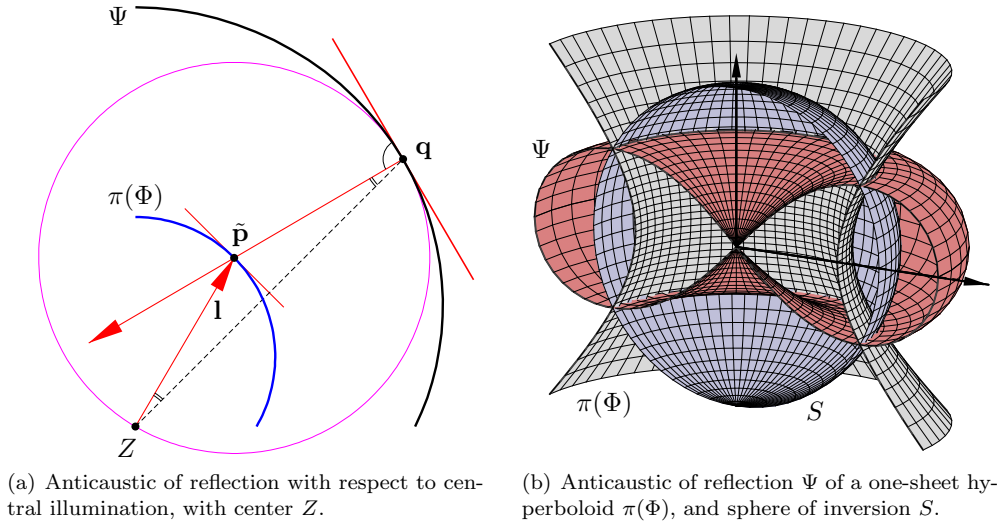 Ψ
q
π(Φ)
p̃
l
Z
Ψ
π(Φ)
S
(a) Anticaustic of reflection with respect to cen-
tral illumination, with center Z.
(b) Anticaustic of reflection Ψ of a one-sheet hy-
perboloid π(Φ), and sphere of inversion S.